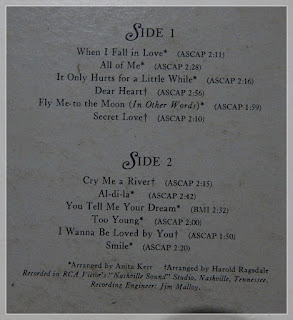 SIDE 1
When I Fall in Love* (ASCAP 2:11)
All of Me* (ASCAP 2:28)
It Only Hurts for a Little While* (ASCAP 2:16)
Dear Heart† (ASCAP 2:56)
Fly Me to the Moon (In Other Words)* (ASCAP 1:59)
Secret Love† (ASCAP 2:10)
SIDE 2
Cry Me a River† (ASCAP 2:15)
Al-di-la* (ASCAP 2:42)
You Tell Me Your Dream* (BMI 2:32)
Too Young* (ASCAP 2:00)
I Wanna Be Loved by You† (ASCAP 1:50)
Smile* (ASCAP 2:20)
*Arranged by Anita Kerr †Arranged by Harold Ragsdale
Recorded in RCA Victor's "Nashville Sound" Studio, Nashville, Tennessee.
Recording Engineer: Jim Malloy